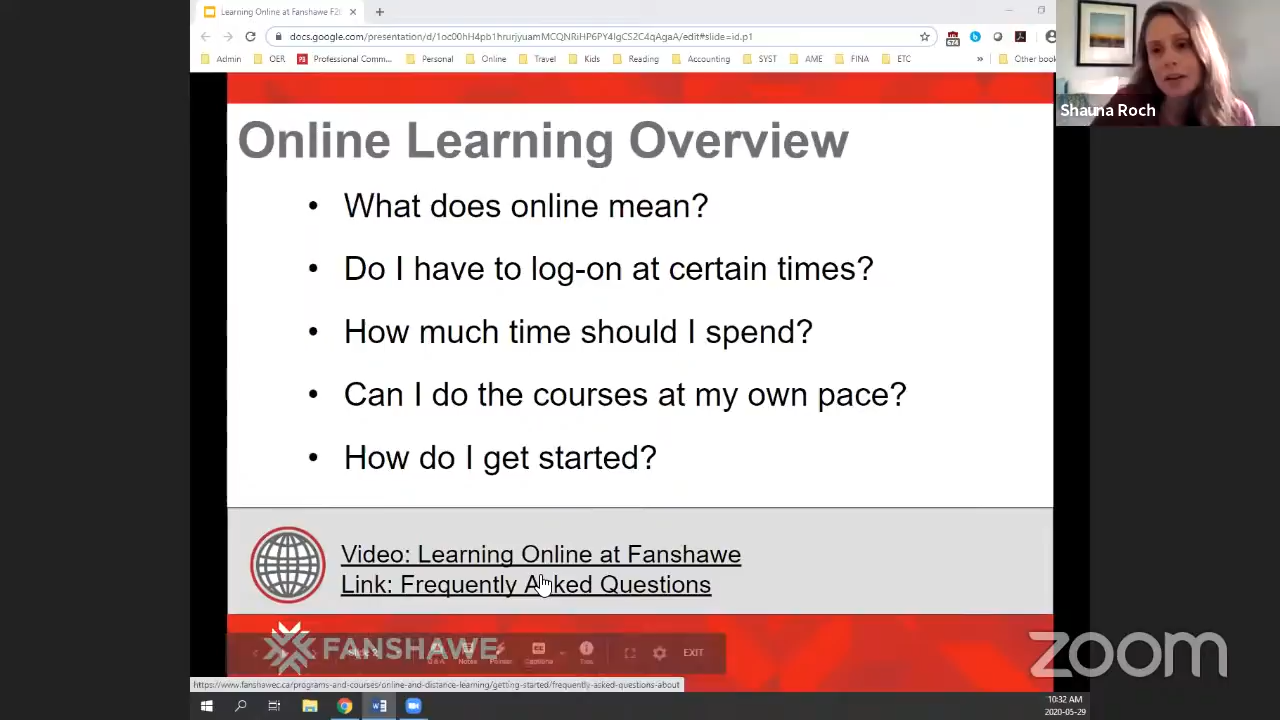 Learning Online at Fanshawe F20
docs.google.com/presentation/d/1oc00hH4pb1hrurjyuamMCQNRiHP6PY4IgCS2C4qAgaA/edit#slide=id.p1
674
Admin
OER
Professional Comm...
Personal
Online
Travel
Kids
Reading
Accounting
SYST
AME
FINA
ETC
»
Other book
Shauna Roch
Online Learning Overview
• What does online mean?
• Do I have to log-on at certain times?
• How much time should I spend?
• Can I do the courses at my own pace?
• How do I get started?
Video: Learning Online at Fanshawe
Link: Frequently Asked Questions
FANSHAWE
Q&A
Notes
Pointer
Captions
EXIT
zoom
https://www.fanshawec.ca/programs-and-courses/online-and-distance-learning/getting-started/frequently-asked-questions-about
10:32 AM
2020-05-29